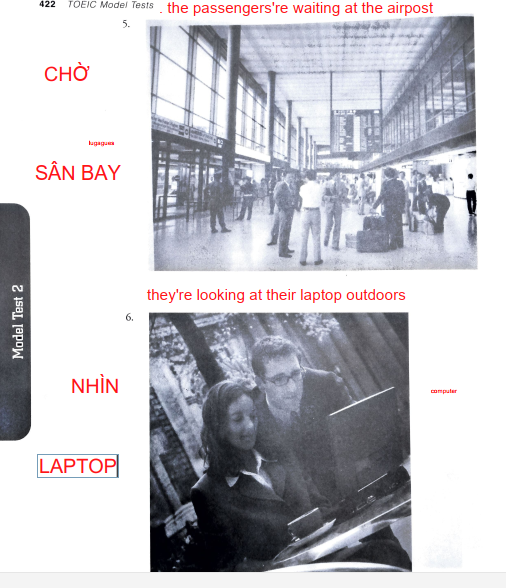 422 TOEIC Model Tests . the passengers're waiting at the airpost
5.
CHỜ
lugagues
SÂN BAY
they're looking at their laptop outdoors
6.
Model Test 2
NHÌN
computer
LAPTOP